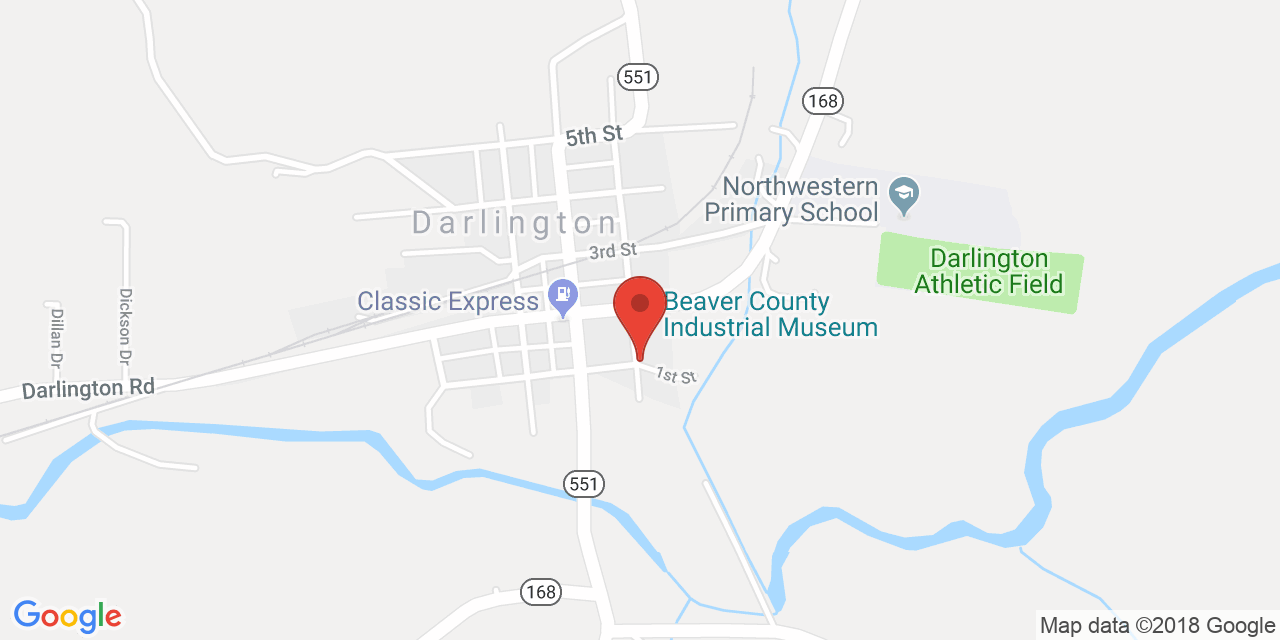 551
168
5th St
Northwestern
Primary School
Darlington
3rd St
Darlington
Athletic Field
Classic Express
Beaver County
Industrial Museum
Dillan Dr
Dickson Dr
Darlington Rd
1st St
551
168
Google
Map data ©2018 Google